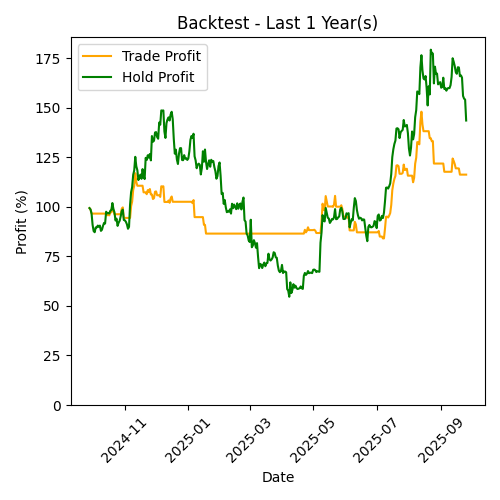 Backtest - Last 1 Year(s)
Trade Profit
Hold Profit
Profit (%)
175
150
125
100
75
50
25
0
2024-11
2025-01
2025-03
2025-05
2025-07
2025-09
Date